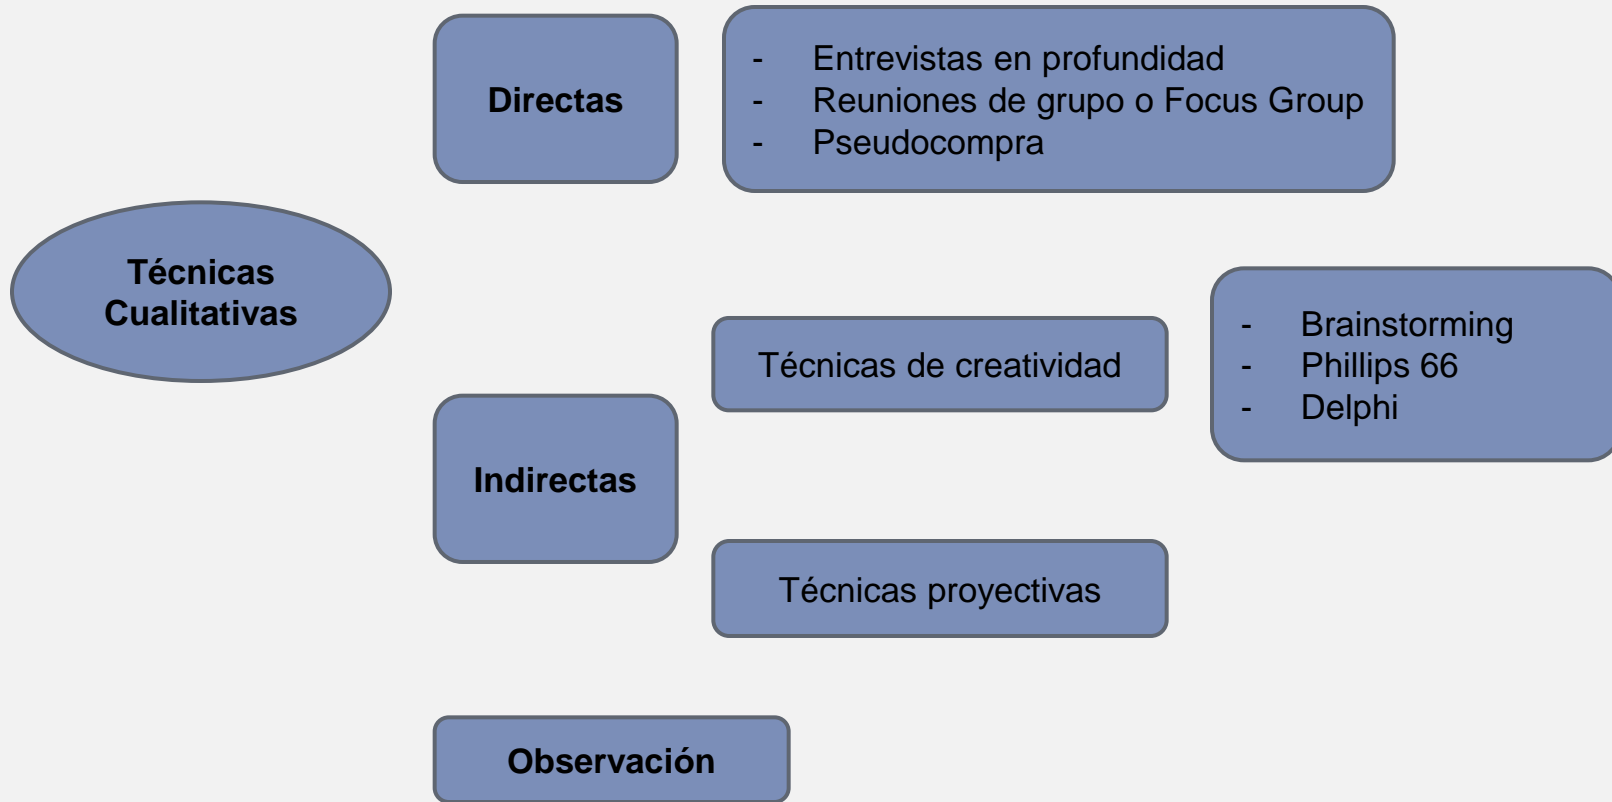 Directas
- Entrevistas en profundidad
- Reuniones de grupo o Focus Group
- Pseudocompra
Técnicas
Cualitativas
Técnicas de creatividad
- Brainstorming
- Phillips 66
- Delphi
Indirectas
Técnicas proyectivas
Observación